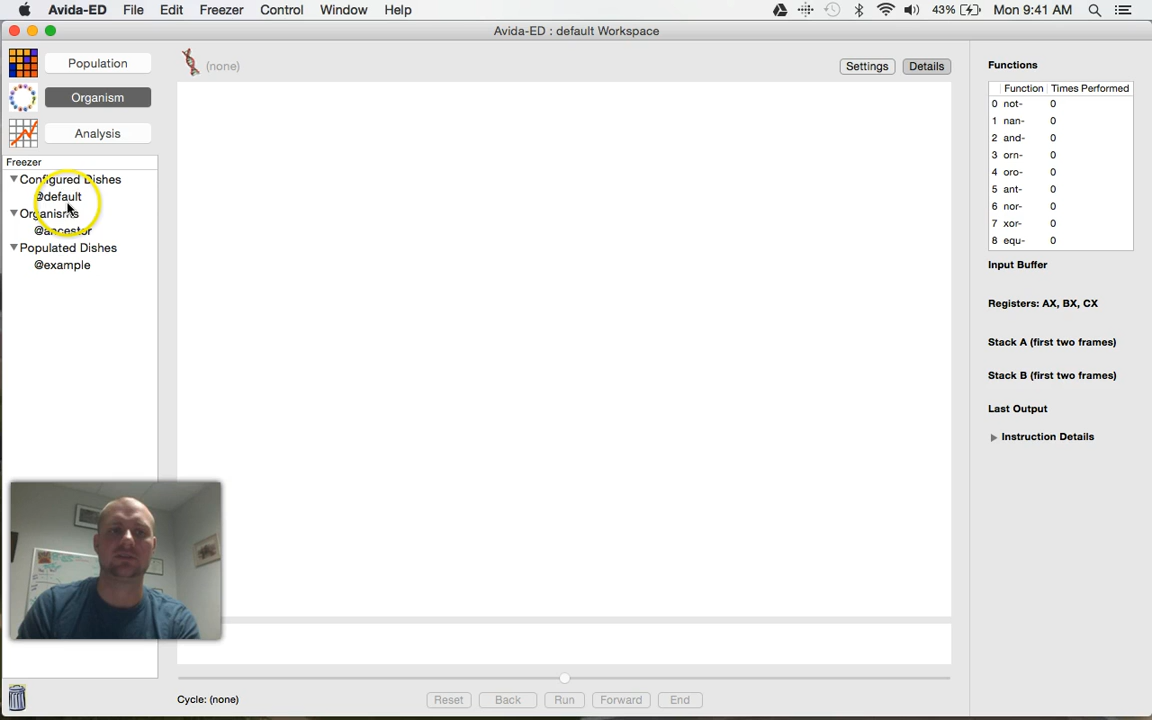 Avida-ED File Edit Freezer Control Window Help 43% Mon 9:41 AM
Avida-ED : default Workspace
Population
Organism
Analysis
Freezer
Configured Dishes
@default
Organisms
@ancestor
Populated Dishes
@example
(none)
Settings Details
Cycle: (none)
Reset Back Run Forward End
Functions
Function Times Performed
0 not- 0
1 nan- 0
2 and- 0
3 orn- 0
4 oro- 0
5 ant- 0
6 nor- 0
7 xor- 0
8 equ- 0
Input Buffer
Registers: AX, BX, CX
Stack A (first two frames)
Stack B (first two frames)
Last Output
Instruction Details